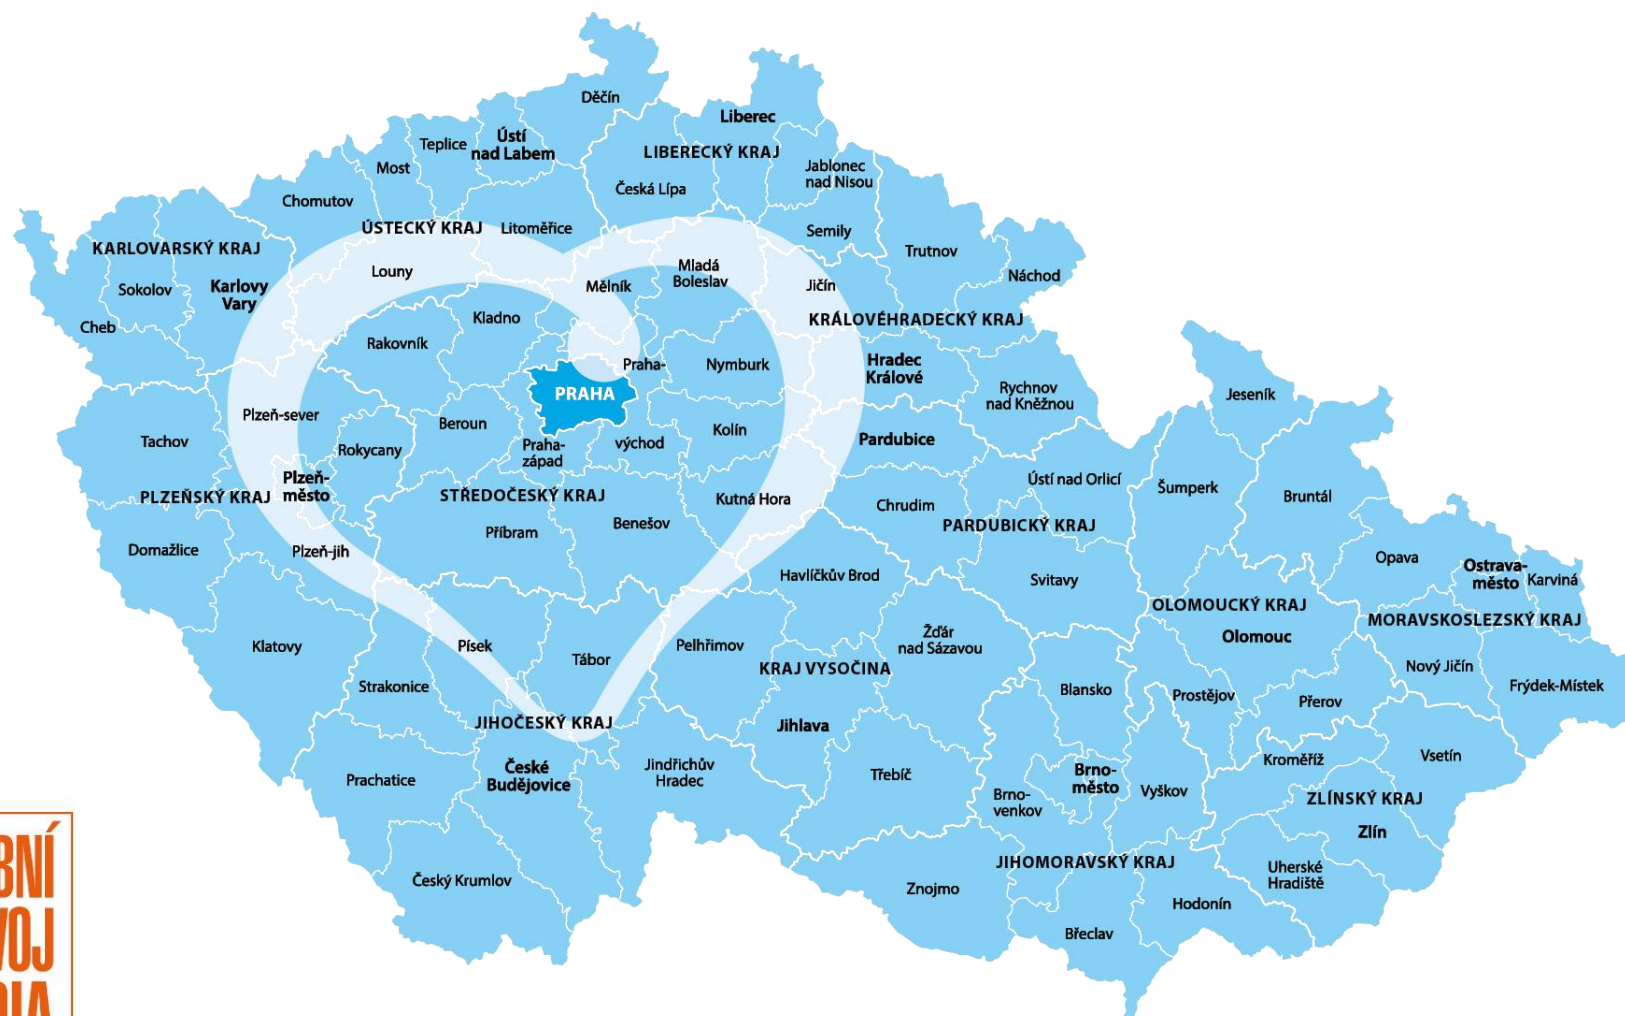 Děčín
Liberec
Teplice
Ústí
nad Labem
LIBERECKÝ KRAJ
Most
Jablonec
nad Nisou
Česká Lípa
Chomutov
ÚSTECKÝ KRAJ
Litoměřice
Semily
KARLOVARSKÝ KRAJ
Trutnov
Louny
Mladá
Boleslav
Náchod
Sokolov
Karlovy
Vary
Mělník
Jičín
Cheb
Kladno
KRÁLOVÉHRADECKÝ KRAJ
Rakovník
Praha-
Nymburk
Hradec
Králové
PRAHA
Rychnov
nad Kněžnou
Jeseník
Plzeň-sever
Beroun
Kolín
Tachov
Rokycany
Praha-
západ
východ
Pardubice
Plzeň-
město
PLZEŇSKÝ KRAJ
STŘEDOČESKÝ KRAJ
Kutná Hora
Ústí nad Orlicí
Šumperk
Bruntál
Chrudim
PARDUBICKÝ KRAJ
Příbram
Benešov
Domažlice
Plzeň-jih
Opava
Ostrava-
město
Karviná
Havlíčkův Brod
Svitavy
OLOMOUCKÝ KRAJ
MORAVSKOSLEZSKÝ KRAJ
Klatovy
Písek
Tábor
Pelhřimov
Žďár
nad Sázavou
Olomouc
KRAJ VYSOČINA
Nový Jičín
Frýdek-Místek
Strakonice
Blansko
Prostějov
Přerov
JIHOČESKÝ KRAJ
Jihlava
Vsetín
Prachatice
České
Budějovice
Jindřichův
Hradec
Třebíč
Brno-
město
Kroměříž
Brno-
venkov
Vyškov
ZLÍNSKÝ KRAJ
Zlín
JIHOMORAVSKÝ KRAJ
Český Krumlov
Znojmo
Uherské
Hradiště
Hodonín
Břeclav
BNÍ
VOJ